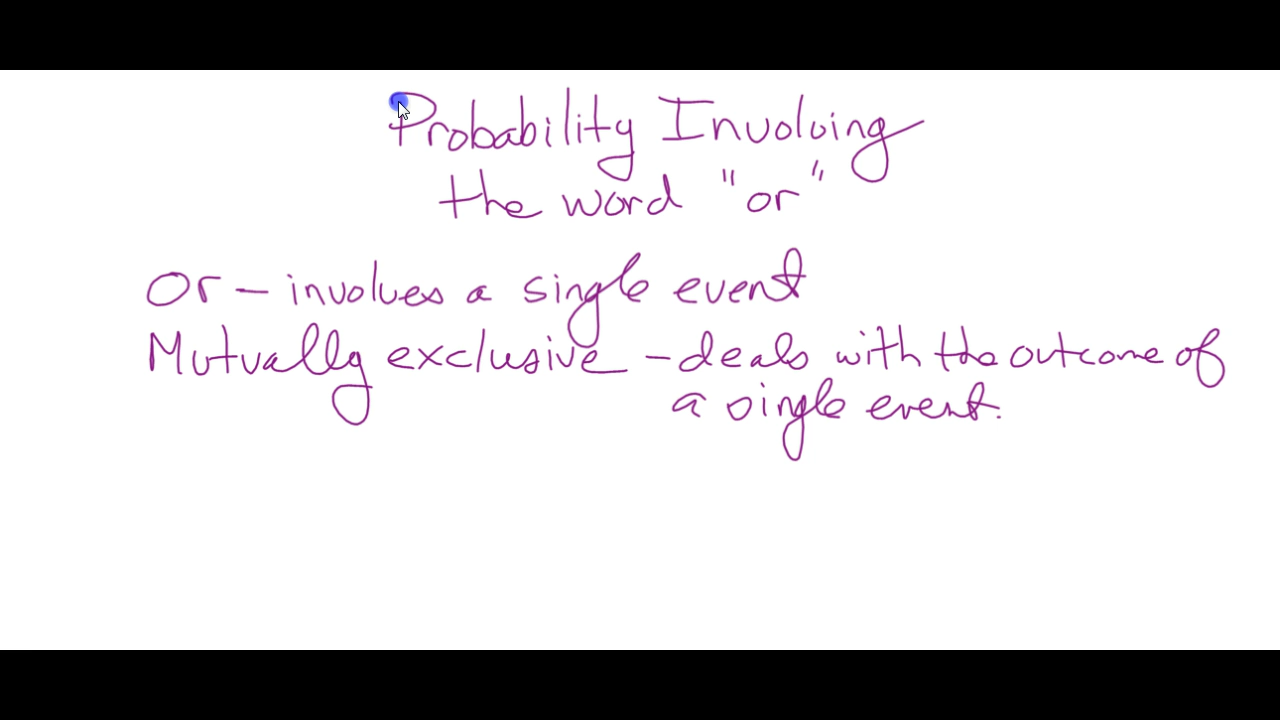 Probability Involving
the word "or"
Or – involves a single event
Mutually exclusive – deals with the outcome of
a single event.